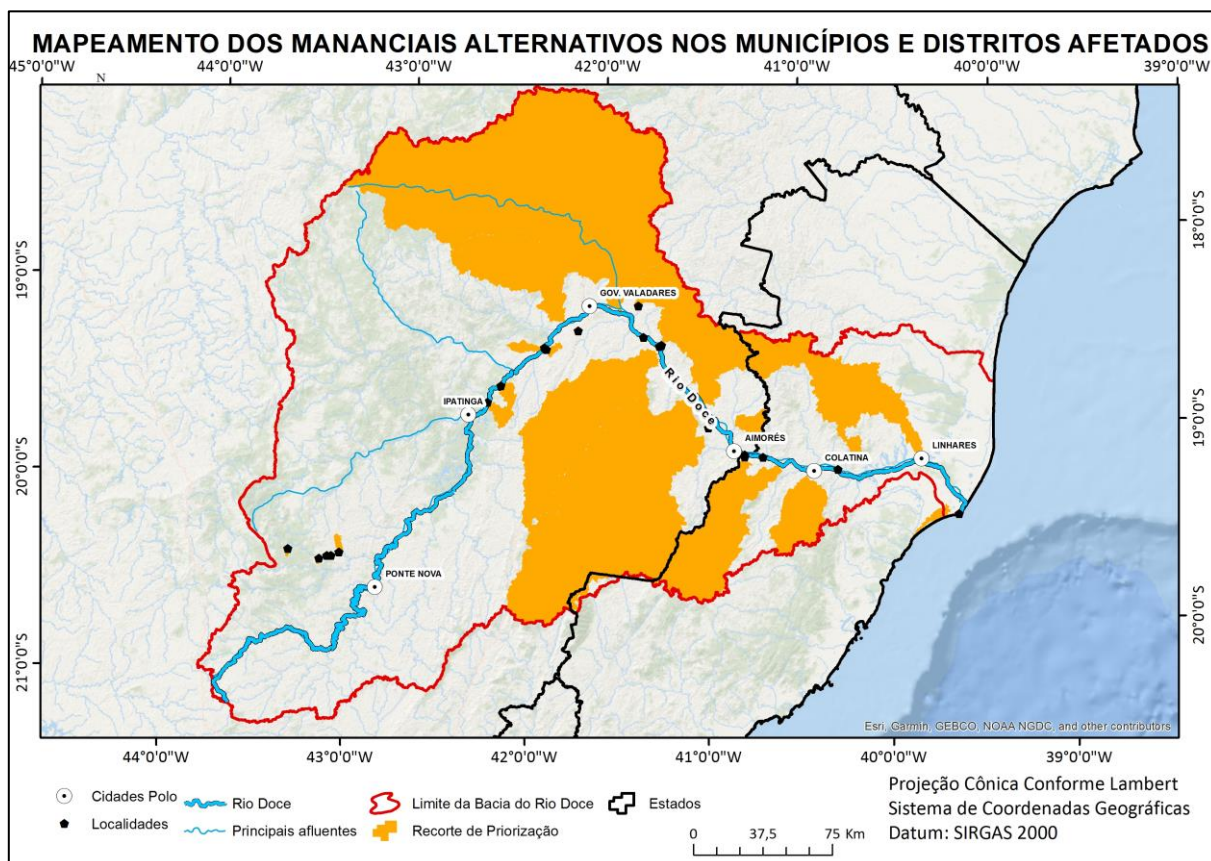 MAPEAMENTO DOS MANANCIAIS ALTERNATIVOS NOS MUNICÍPIOS E DISTRITOS AFETADOS
45°0'0"W 44°0'0"W 43°0'0"W 42°0'0"W 41°0'0"W 40°0'0"W 39°0'0"W
N
18°0'0"S
19°0'0"S
GOV. VALADARES
Rio Doce
IPATINGA
19°0'0"S
AIMORÉS
LINHARES
COLATINA
20°0'0"S
PONTE NOVA
20°0'0"S
21°0'0"S
Esri, Garmin, GEBCO, NOAA NGDC, and other contributors
44°0'0"W 43°0'0"W 42°0'0"W 41°0'0"W 40°0'0"W 39°0'0"W
Cidades Polo Rio Doce Limite da Bacia do Rio Doce Estados
Localidades Principais afluentes Recorte de Priorização
0 37,5 75 Km
Projeção Cônica Conforme Lambert
Sistema de Coordenadas Geográficas
Datum: SIRGAS 2000